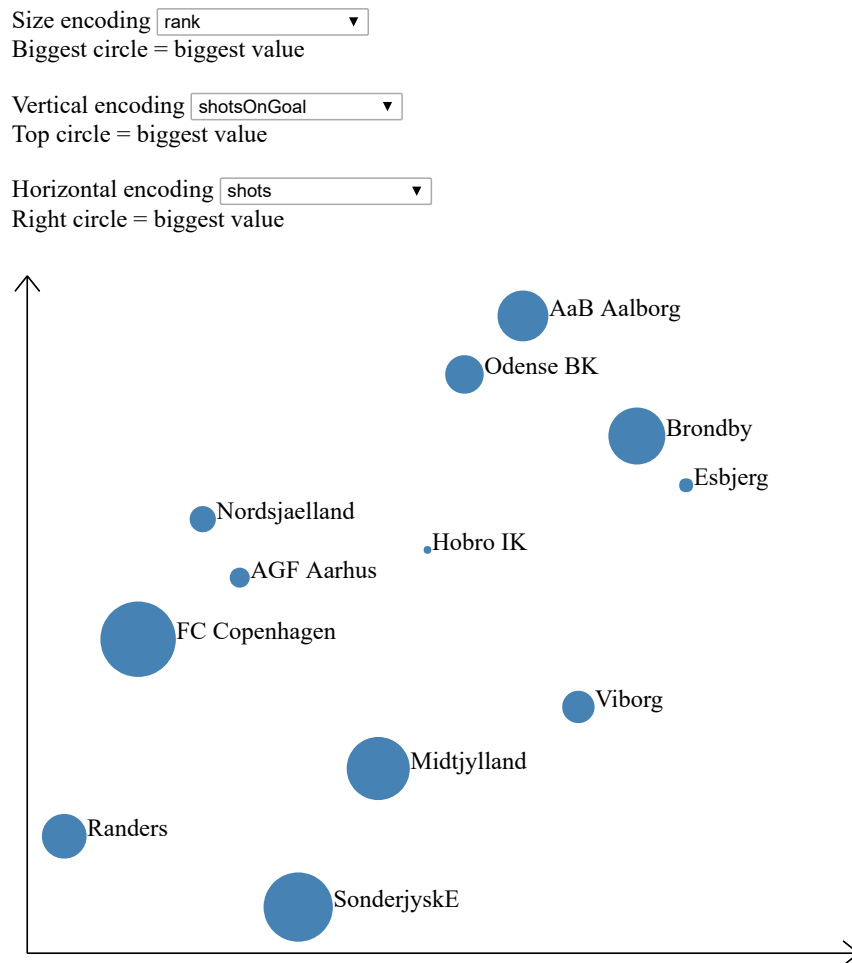 Size encoding rank
Biggest circle = biggest value
Vertical encoding shotsOnGoal
Top circle = biggest value
Horizontal encoding shots
Right circle = biggest value
AaB Aalborg
Odense BK
Brondby
Esbjerg
Nordsjaelland
Hobro IK
AGF Aarhus
FC Copenhagen
Viborg
Midtjylland
Randers
SonderjyskE